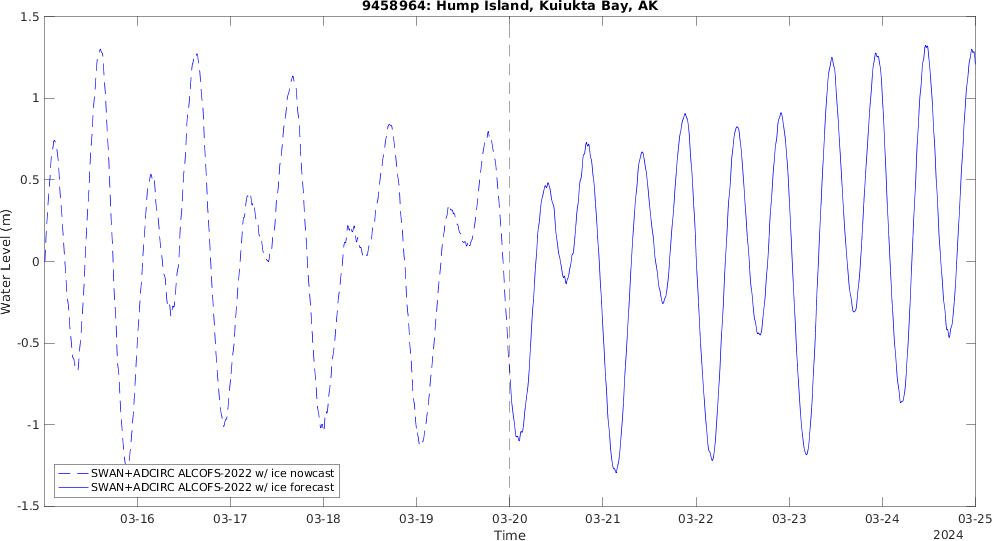 9458964: Hump Island, Kuiukta Bay, AK
1.5
1
0.5
0
-0.5
-1
-1.5
Water Level (m)
SWAN+ADCIRC ALCOFS-2022 w/ ice nowcast
SWAN+ADCIRC ALCOFS-2022 w/ ice forecast
03-16 03-17 03-18 03-19 03-20 03-21 03-22 03-23 03-24 03-25
Time
2024